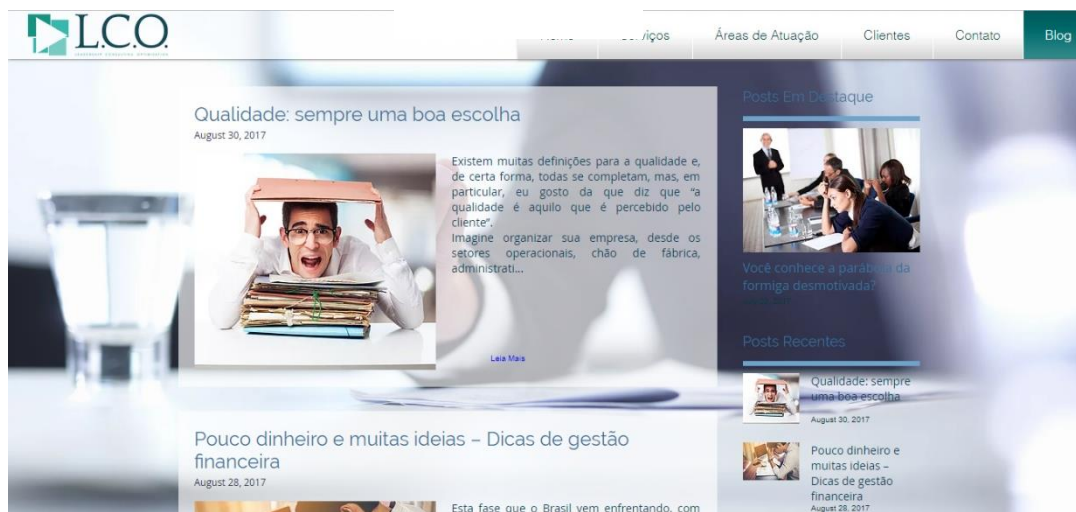 L.C.O.
Áreas de Atuação
Clientes
Contato
Blog
Qualidade: sempre uma boa escolha
August 30, 2017
Existem muitas definições para a qualidade e,
de certa forma, todas se completam, mas, em
particular, eu gosto da que diz que “a
qualidade é aquilo que é percebido pelo
cliente”.
Imagine organizar sua empresa, desde os
setores operacionais, chão de fábrica,
administrati...
Leia Mais
Pouco dinheiro e muitas ideias – Dicas de gestão
financeira
August 28, 2017
Esta fase que o Brasil vem enfrentando, com
Posts Em Destaque
Você conhece a parábola da
formiga desmotivada?
Posts Recentes
Qualidade: sempre
uma boa escolha
August 30, 2017
Pouco dinheiro e
muitas ideias –
Dicas de gestão
financeira
August 28, 2017